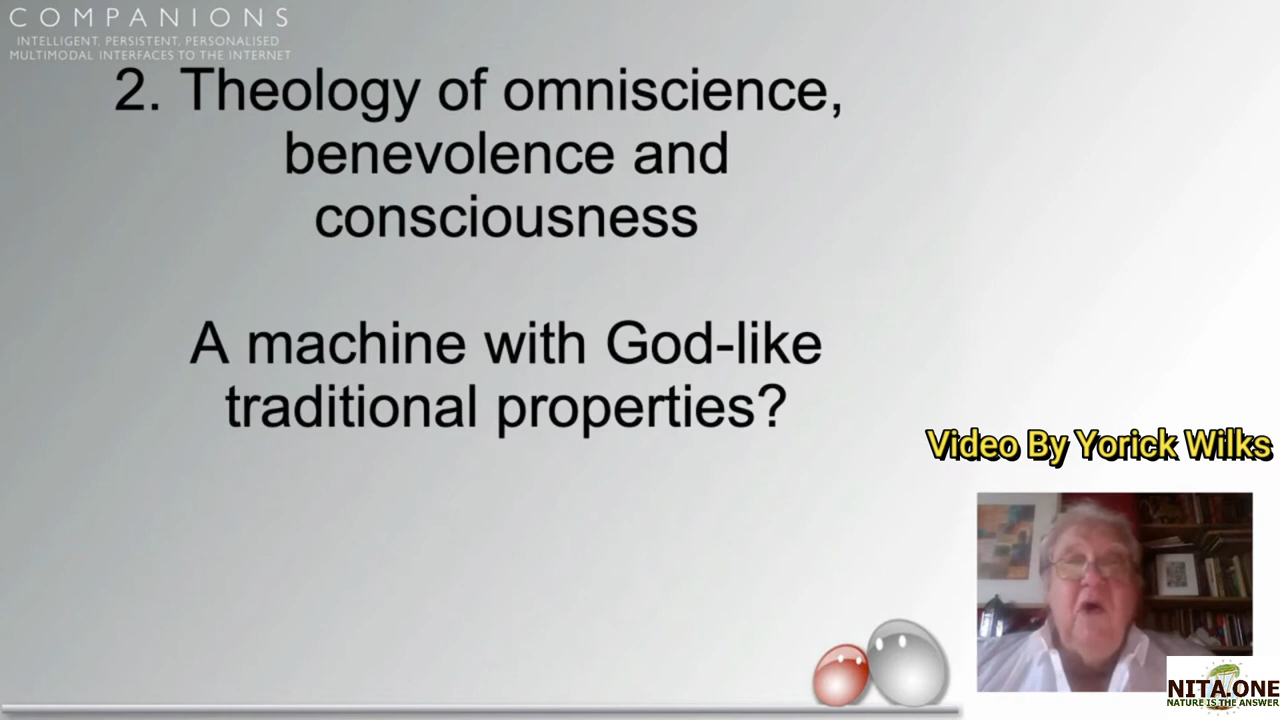 COMPANIONS
INTELLIGENT, PERSISTENT, PERSONALISED
MULTIMODAL INTERFACES TO THE INTERNET
2. Theology of omniscience,
benevolence and
consciousness
A machine with God-like
traditional properties?
Video By Yorick Wilks
NITA.ONE
NATURE IS THE ANSWER